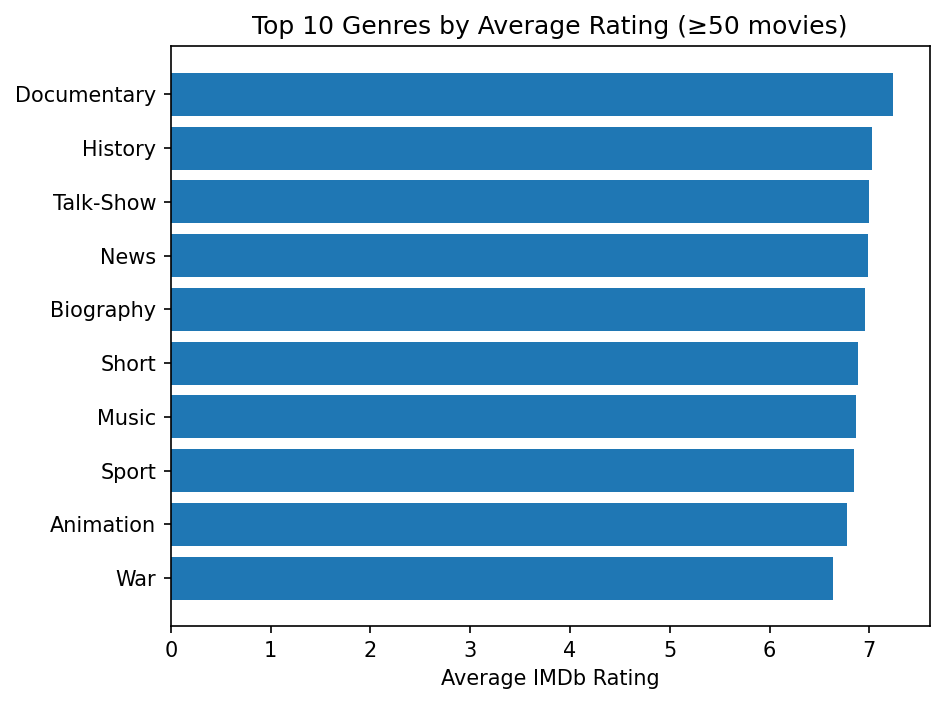 Top 10 Genres by Average Rating (≥50 movies)
Documentary
History
Talk-Show
News
Biography
Short
Music
Sport
Animation
War
0 1 2 3 4 5 6 7
Average IMDb Rating